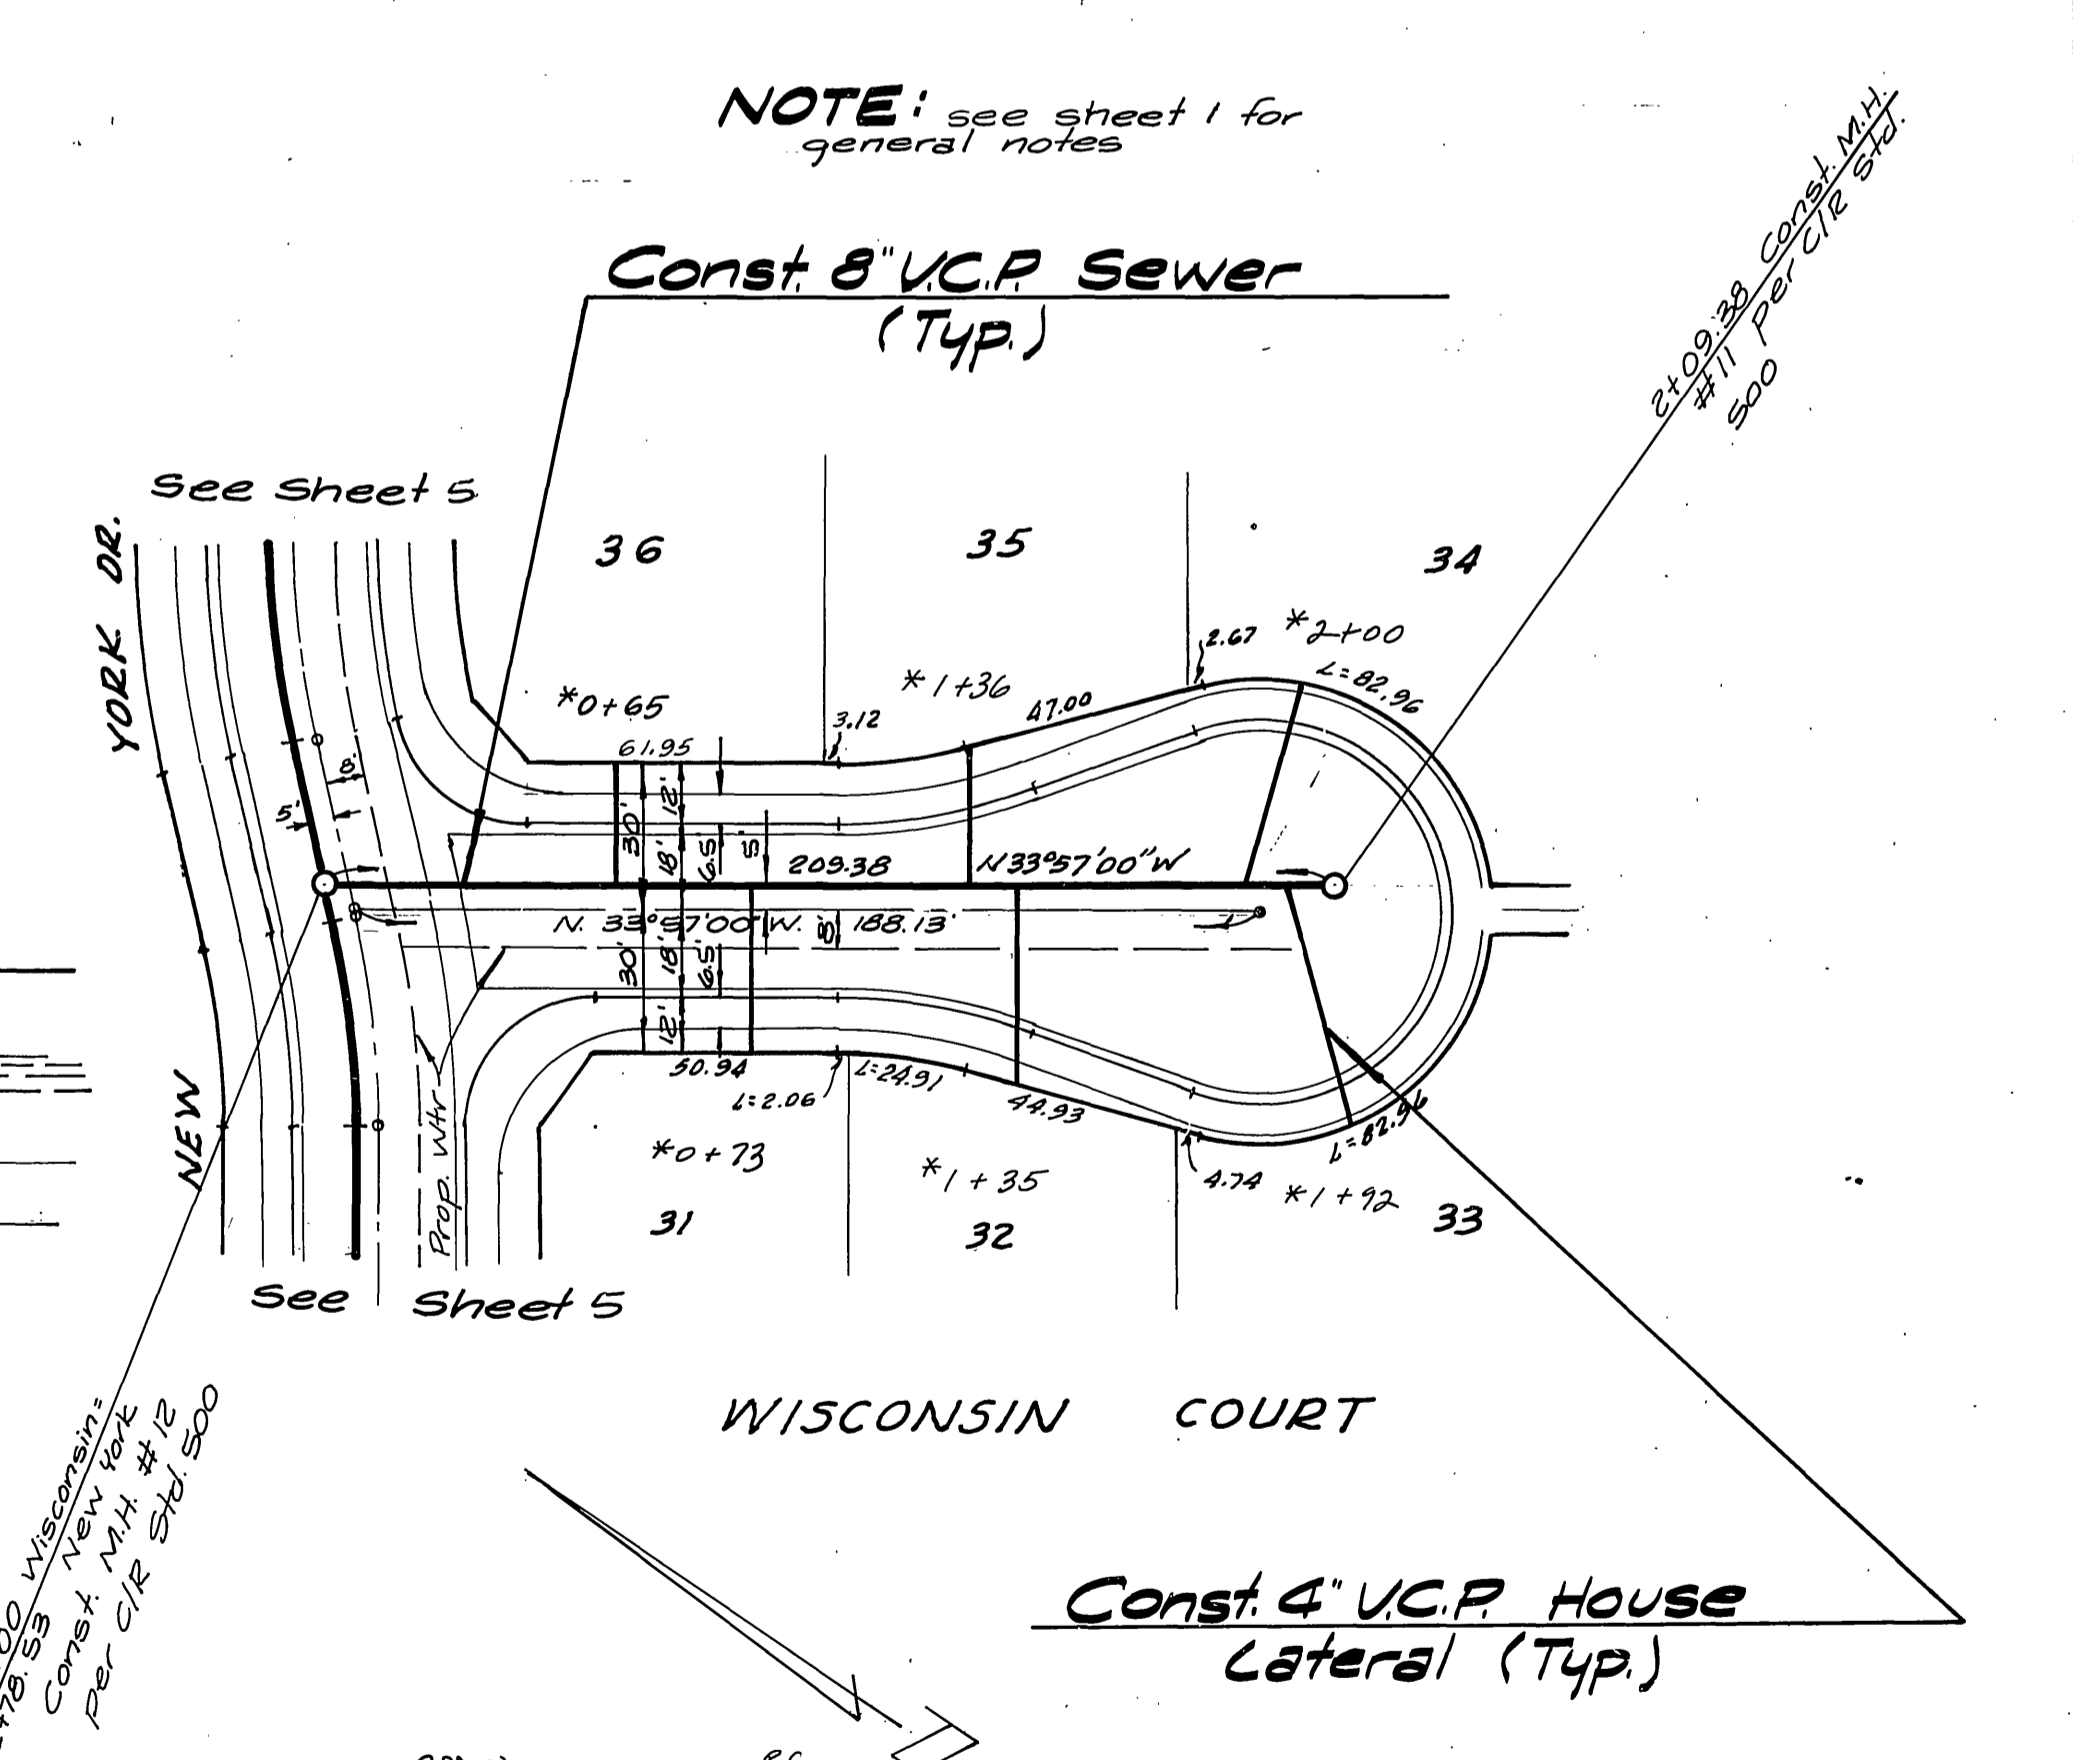 NOTE: see sheet 1 for
general notes
Const. 8" V.C.P. Sewer
(Typ.)
2+09.38 Const. M.H.
#11 Per C/R Std.
500
See Sheet 5
YORK DR.
NEW
36
35
34
*0+65
*1+36
*2+00
2.67
L=82.96
47.00
3.12
61.95
8'
5'
30'
12'
18'
6.5'
5'
209.38
N33°57'00"W
N. 33°57'00" W.
188.13'
8'
30'
18'
6.5'
12'
50.94
L=2.06
L=24.91
44.93
L=82.96
4.74
*0+73
*1+35
*1+92
31
32
33
Prop. Wtr
See Sheet 5
WISCONSIN COURT
Wisconsin=
+78.53 New York
Const. M.H. #12
Per C/R Std. 500
Const. 4" V.C.P. House
Lateral (Typ.)